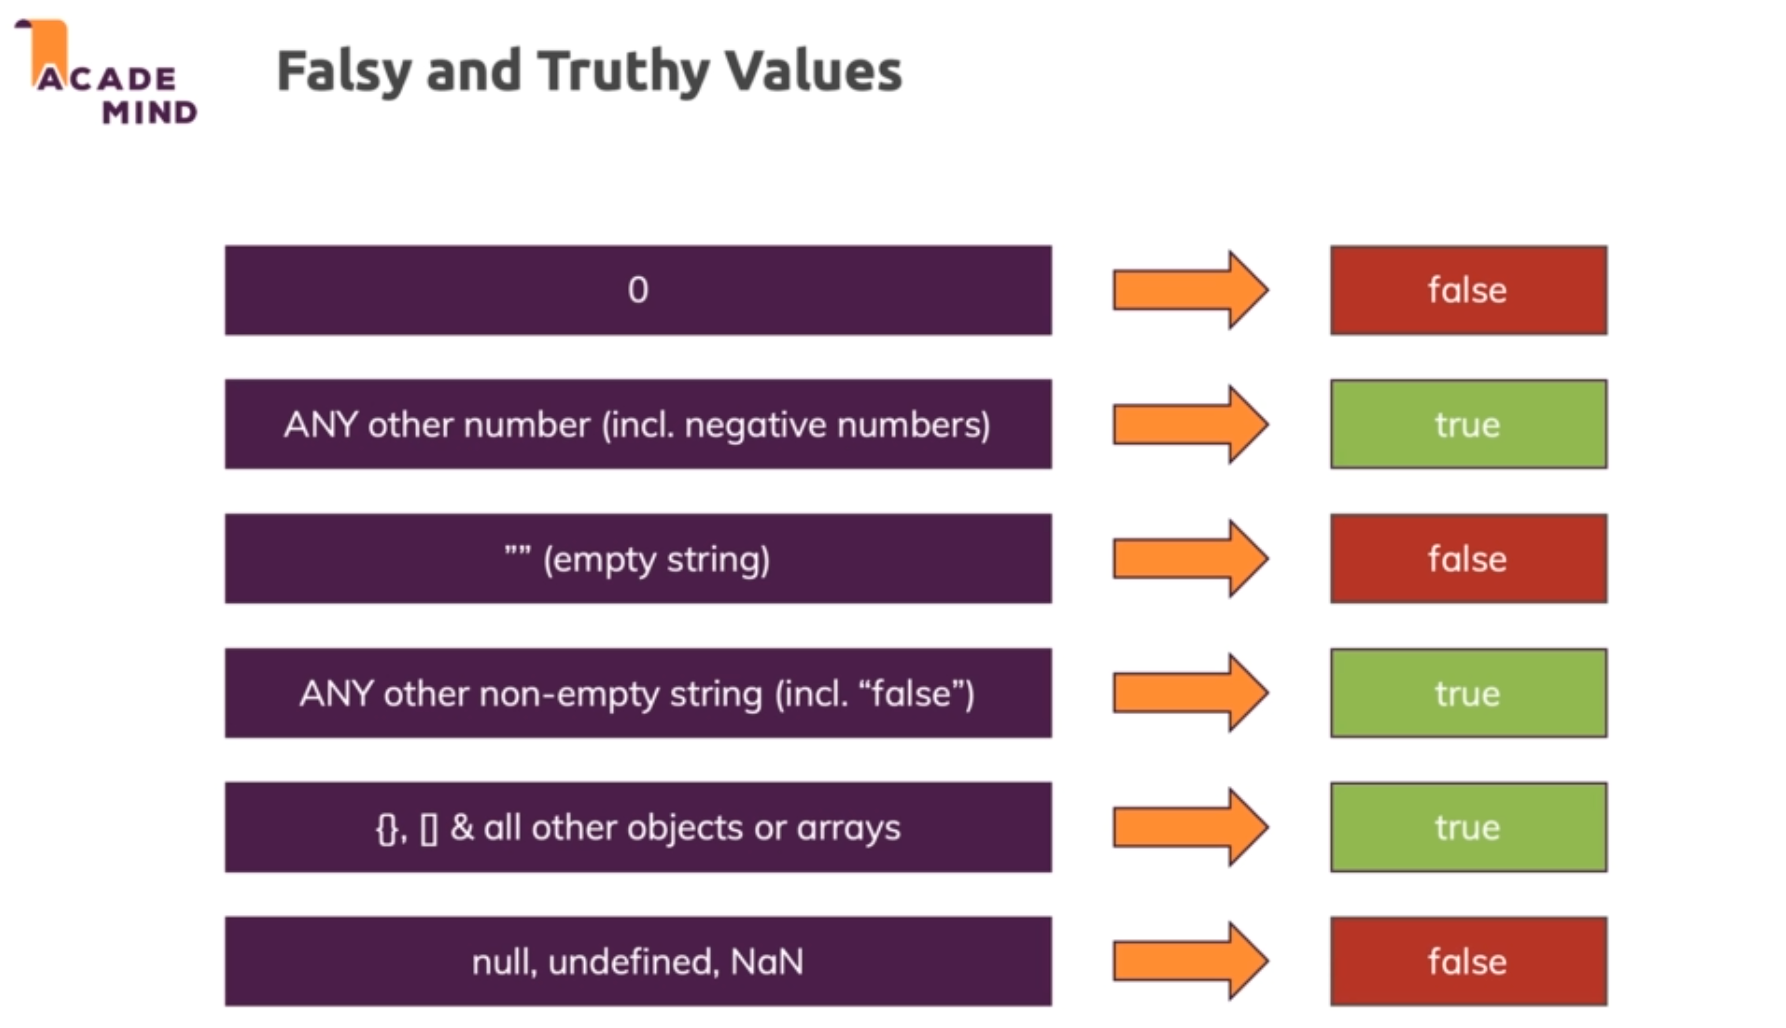 ACADE
MIND
Falsy and Truthy Values
0
false
ANY other number (incl. negative numbers)
true
”” (empty string)
false
ANY other non-empty string (incl. “false”)
true
{}, [] & all other objects or arrays
true
null, undefined, NaN
false